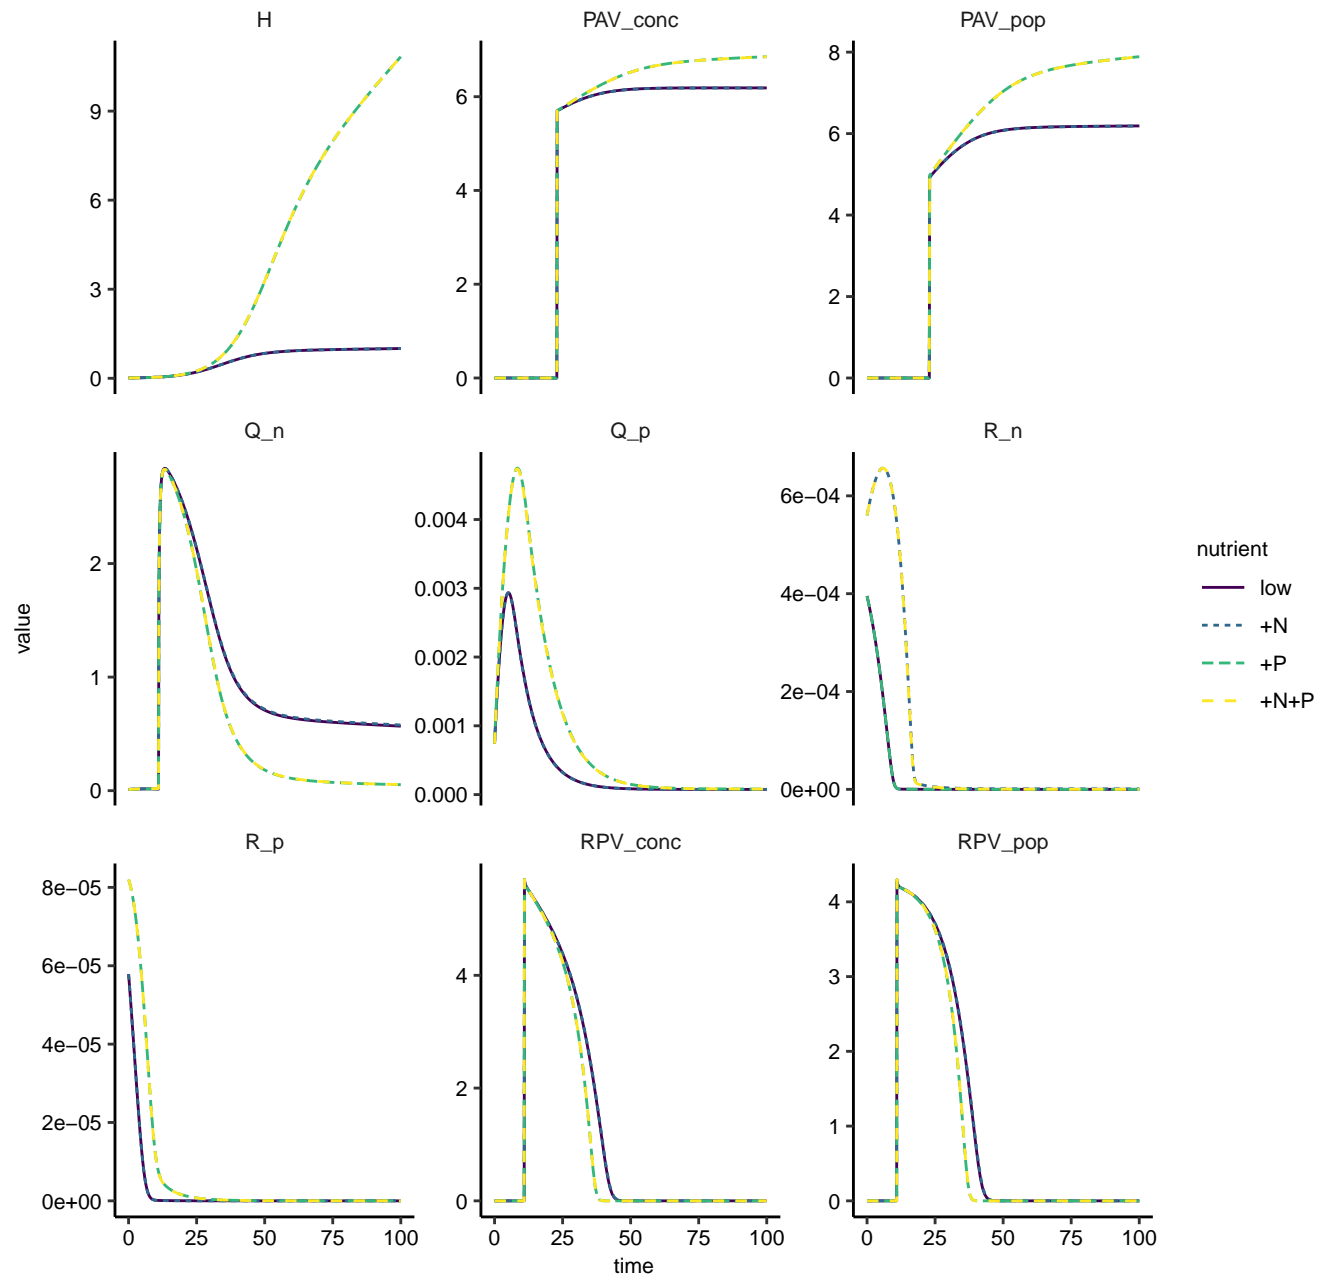 H
PAV_conc
PAV_pop
9
6
3
0
6
4
2
0
8
6
4
2
0
Q_n
Q_p
R_n
2
1
0
0.004
0.003
0.002
0.001
0.000
6e−04
4e−04
2e−04
0e+00
R_p
RPV_conc
RPV_pop
8e−05
6e−05
4e−05
2e−05
0e+00
4
2
0
4
3
2
1
0
0 25 50 75 100
0 25 50 75 100
0 25 50 75 100
time
value
nutrient
low
+N
+P
+N+P